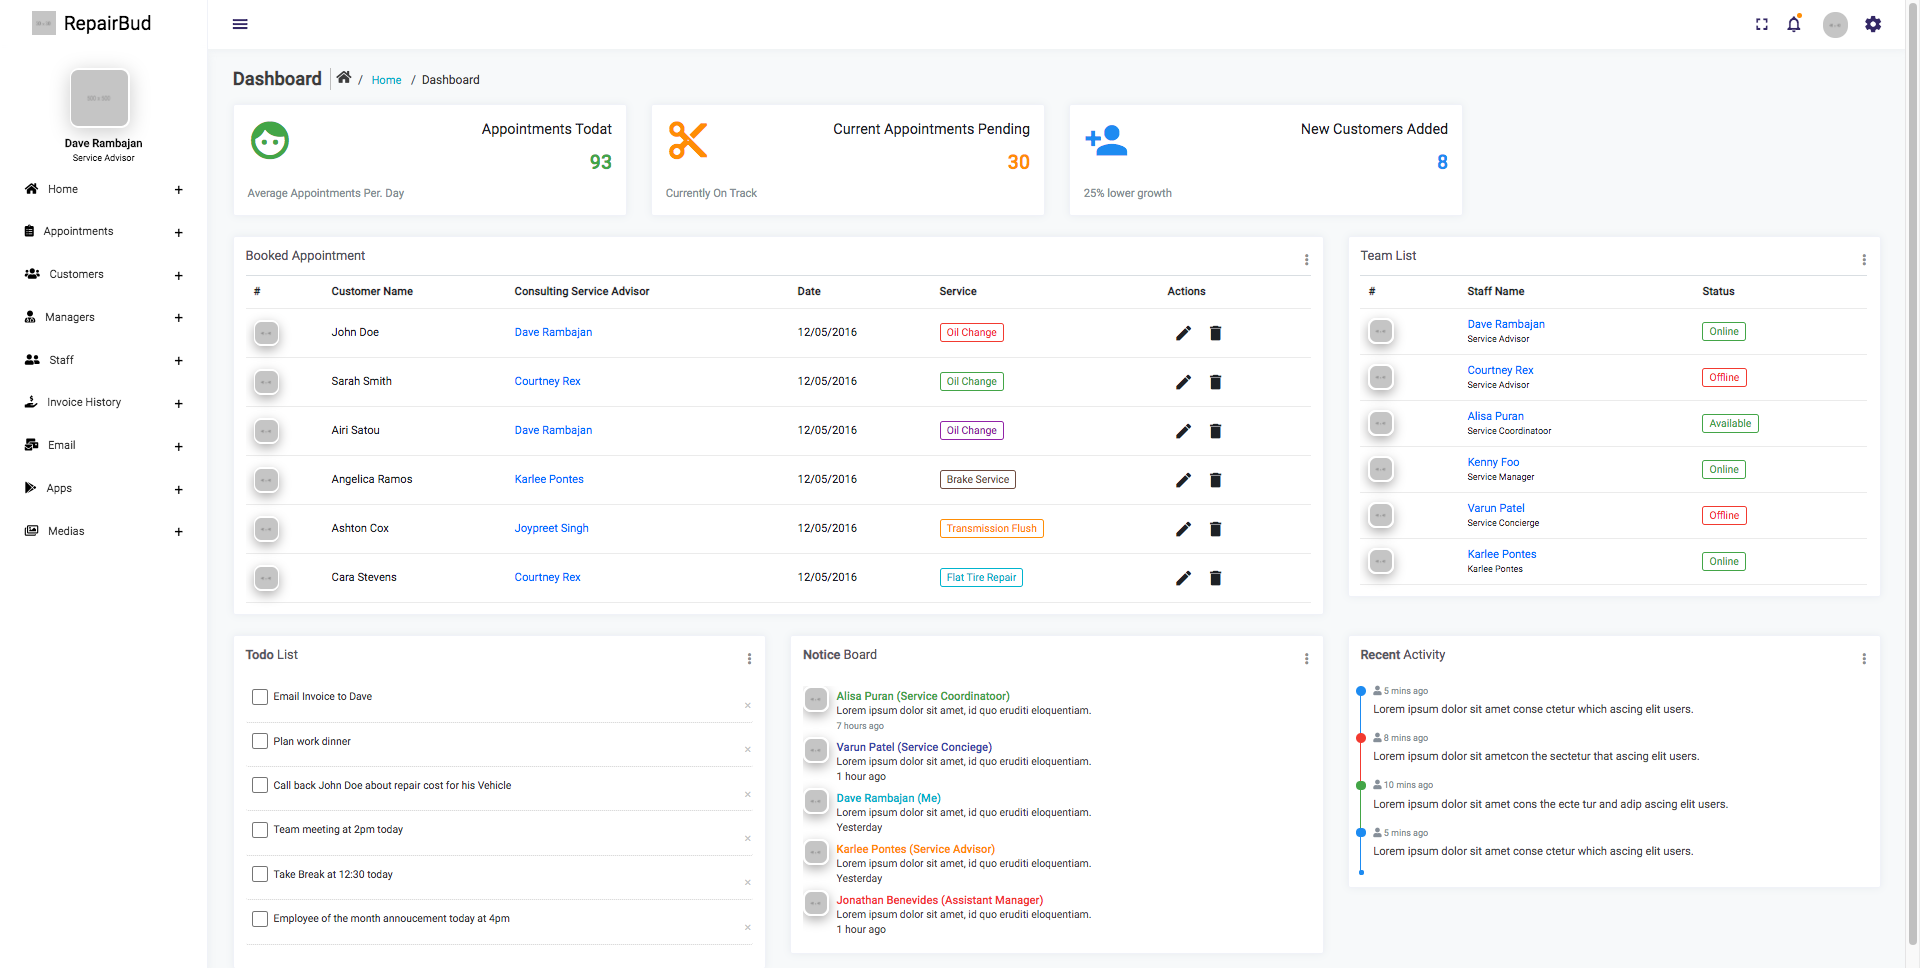 RepairBud
Dave Rambajan
Service Advisor
Home +
Appointments +
Customers +
Managers +
Staff +
Invoice History +
Email +
Apps +
Medias +
Dashboard / Home / Dashboard
Appointments Todat
93
Average Appointments Per. Day
Current Appointments Pending
30
Currently On Track
New Customers Added
8
25% lower growth
Booked Appointment
# Customer Name Consulting Service Advisor Date Service Actions
John Doe Dave Rambajan 12/05/2016 Oil Change
Sarah Smith Courtney Rex 12/05/2016 Oil Change
Airi Satou Dave Rambajan 12/05/2016 Oil Change
Angelica Ramos Karlee Pontes 12/05/2016 Brake Service
Ashton Cox Joypreet Singh 12/05/2016 Transmission Flush
Cara Stevens Courtney Rex 12/05/2016 Flat Tire Repair
Team List
# Staff Name Status
Dave Rambajan Online
Service Advisor
Courtney Rex Offline
Service Advisor
Alisa Puran Available
Service Coordinatoor
Kenny Foo Online
Service Manager
Varun Patel Offline
Service Concierge
Karlee Pontes Online
Karlee Pontes
Todo List
Email Invoice to Dave
Plan work dinner
Call back John Doe about repair cost for his Vehicle
Team meeting at 2pm today
Take Break at 12:30 today
Employee of the month annoucement today at 4pm
Notice Board
Alisa Puran (Service Coordinatoor)
Lorem ipsum dolor sit amet, id quo eruditi eloquentiam.
7 hours ago
Varun Patel (Service Conciege)
Lorem ipsum dolor sit amet, id quo eruditi eloquentiam.
1 hour ago
Dave Rambajan (Me)
Lorem ipsum dolor sit amet, id quo eruditi eloquentiam.
Yesterday
Karlee Pontes (Service Advisor)
Lorem ipsum dolor sit amet, id quo eruditi eloquentiam.
Yesterday
Jonathan Benevides (Assistant Manager)
Lorem ipsum dolor sit amet, id quo eruditi eloquentiam.
1 hour ago
Recent Activity
5 mins ago
Lorem ipsum dolor sit amet conse ctetur which ascing elit users.
8 mins ago
Lorem ipsum dolor sit ametcon the sectetur that ascing elit users.
10 mins ago
Lorem ipsum dolor sit amet cons the ecte tur and adip ascing elit users.
5 mins ago
Lorem ipsum dolor sit amet conse ctetur which ascing elit users.